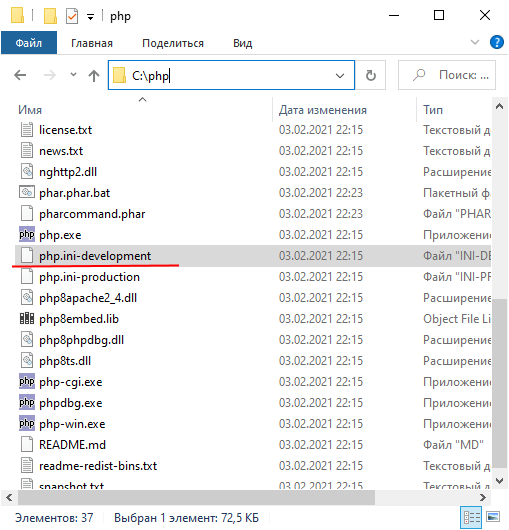 php
Файл Главная Поделиться Вид
C:\php Поиск: ...
Имя Дата изменения Тип
license.txt 03.02.2021 22:15 Текстовый д
news.txt 03.02.2021 22:15 Текстовый д
nghttp2.dll 03.02.2021 22:15 Расширение
phar.phar.bat 03.02.2021 22:23 Пакетный ф
pharcommand.phar 03.02.2021 22:23 Файл "PHAR
php.exe 03.02.2021 22:15 Приложение
php.ini-development 03.02.2021 22:15 Файл "INI-DE
php.ini-production 03.02.2021 22:15 Файл "INI-PF
php8apache2_4.dll 03.02.2021 22:15 Расширение
php8embed.lib 03.02.2021 22:15 Object File Li
php8phpdbg.dll 03.02.2021 22:15 Расширение
php8ts.dll 03.02.2021 22:15 Расширение
php-cgi.exe 03.02.2021 22:15 Приложение
phpdbg.exe 03.02.2021 22:15 Приложение
php-win.exe 03.02.2021 22:15 Приложение
README.md 03.02.2021 22:15 Файл "MD"
readme-redist-bins.txt 03.02.2021 22:15 Текстовый д
snapshot.txt 03.02.2021 22:15 Текстовый д
Элементов: 37 Выбран 1 элемент: 72,5 КБ